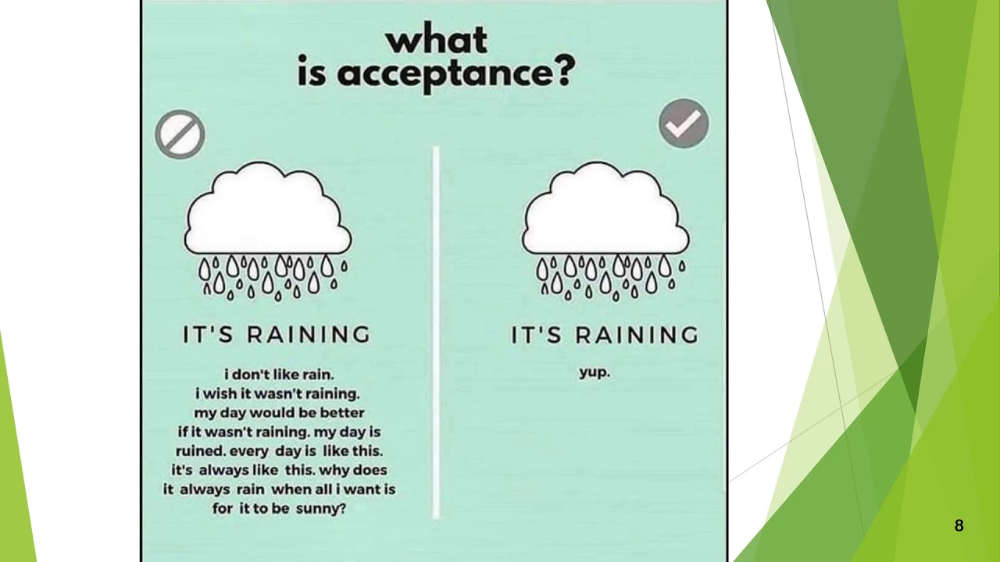 what
is acceptance?
IT'S RAINING
i don't like rain.
i wish it wasn't raining.
my day would be better
if it wasn't raining. my day is
ruined. every day is like this.
it's always like this. why does
it always rain when all i want is
for it to be sunny?
IT'S RAINING
yup.
8